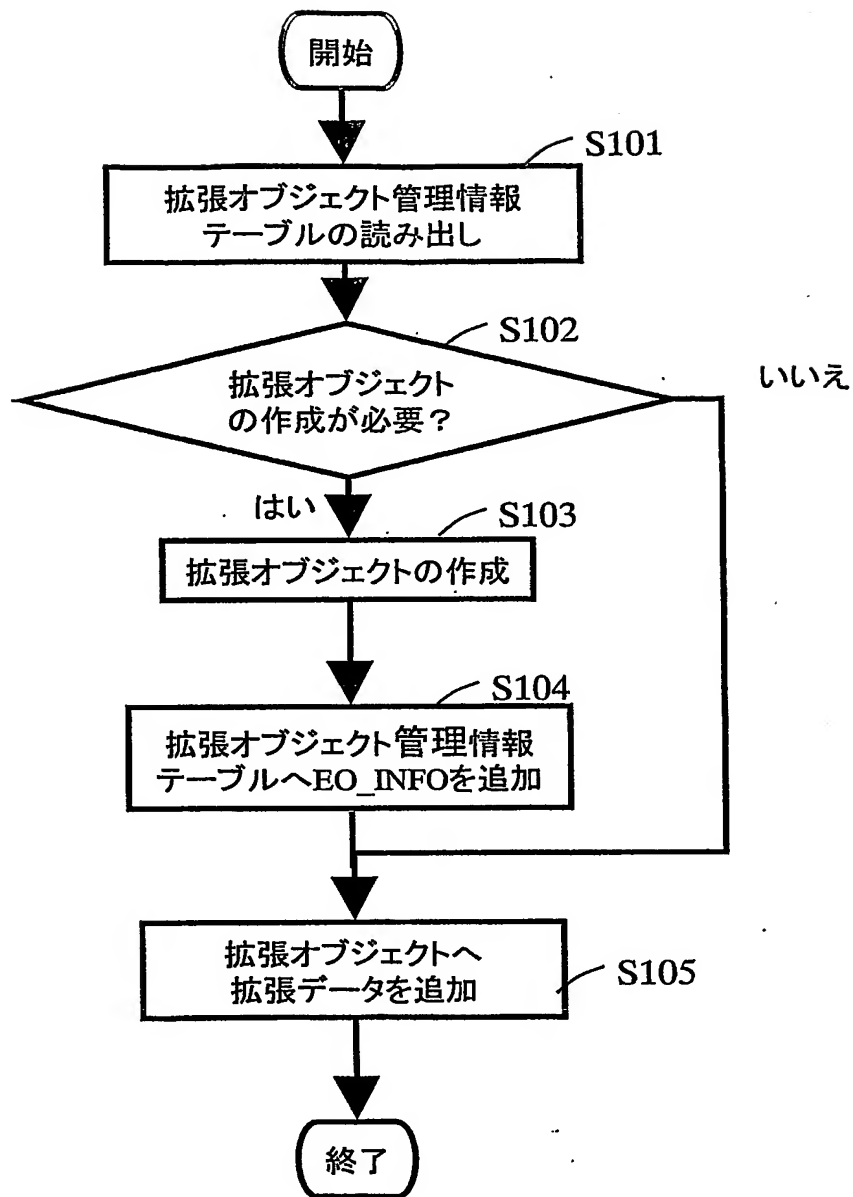 開始
S101
拡張オブジェクト管理情報
テーブルの読み出し
S102
拡張オブジェクト
の作成が必要？
いいえ
はい
S103
拡張オブジェクトの作成
S104
拡張オブジェクト管理情報
テーブルへEO_INFOを追加
拡張オブジェクトへ
拡張データを追加
S105
終了